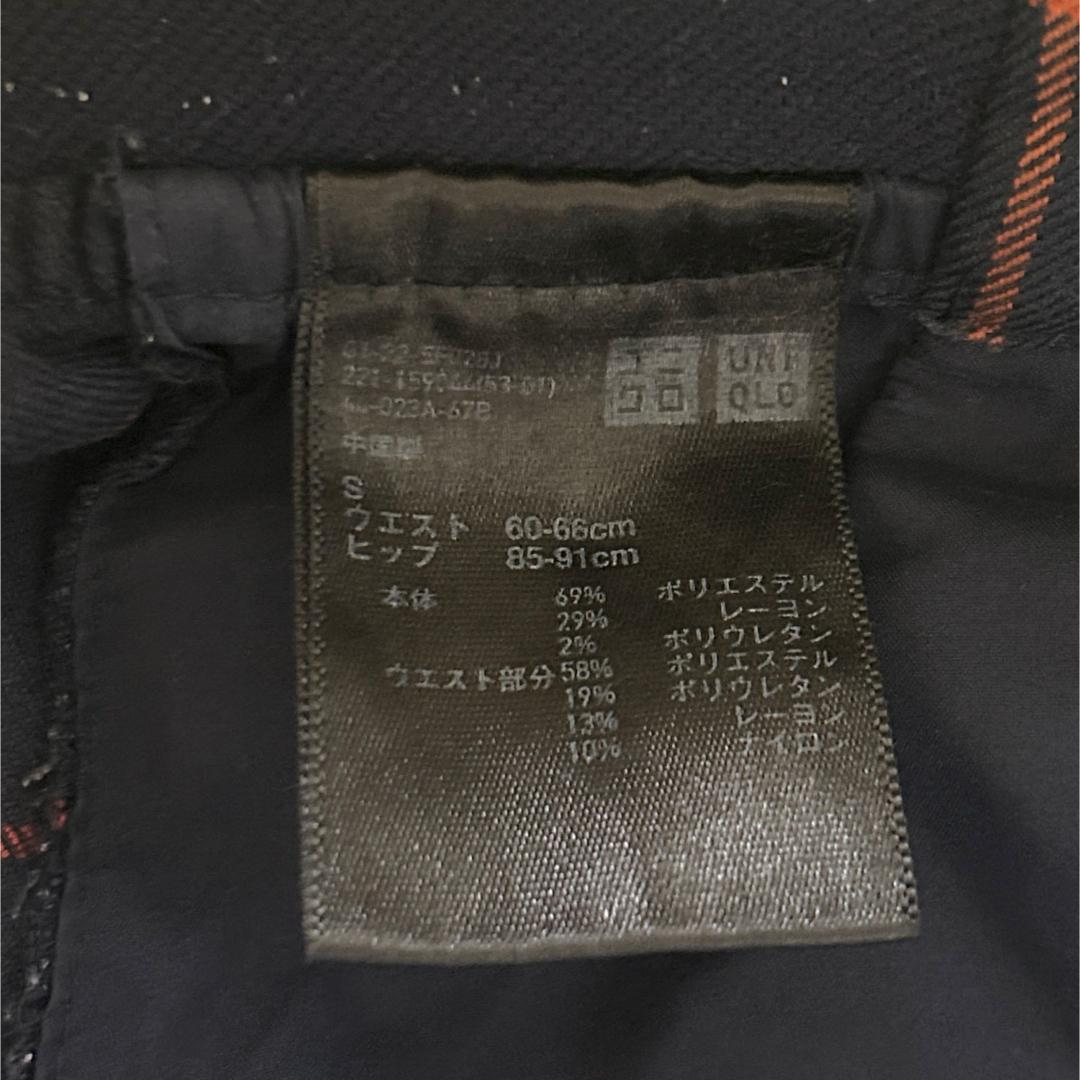 ユニ UNI
クロ QLO
中国製
S
ウエスト 60-66cm
ヒップ 85-91cm
本体 69% ポリエステル
29% レーヨン
2% ポリウレタン
ウエスト部分 58% ポリエステル
19% ポリウレタン
13% レーヨン
10% ナイロン